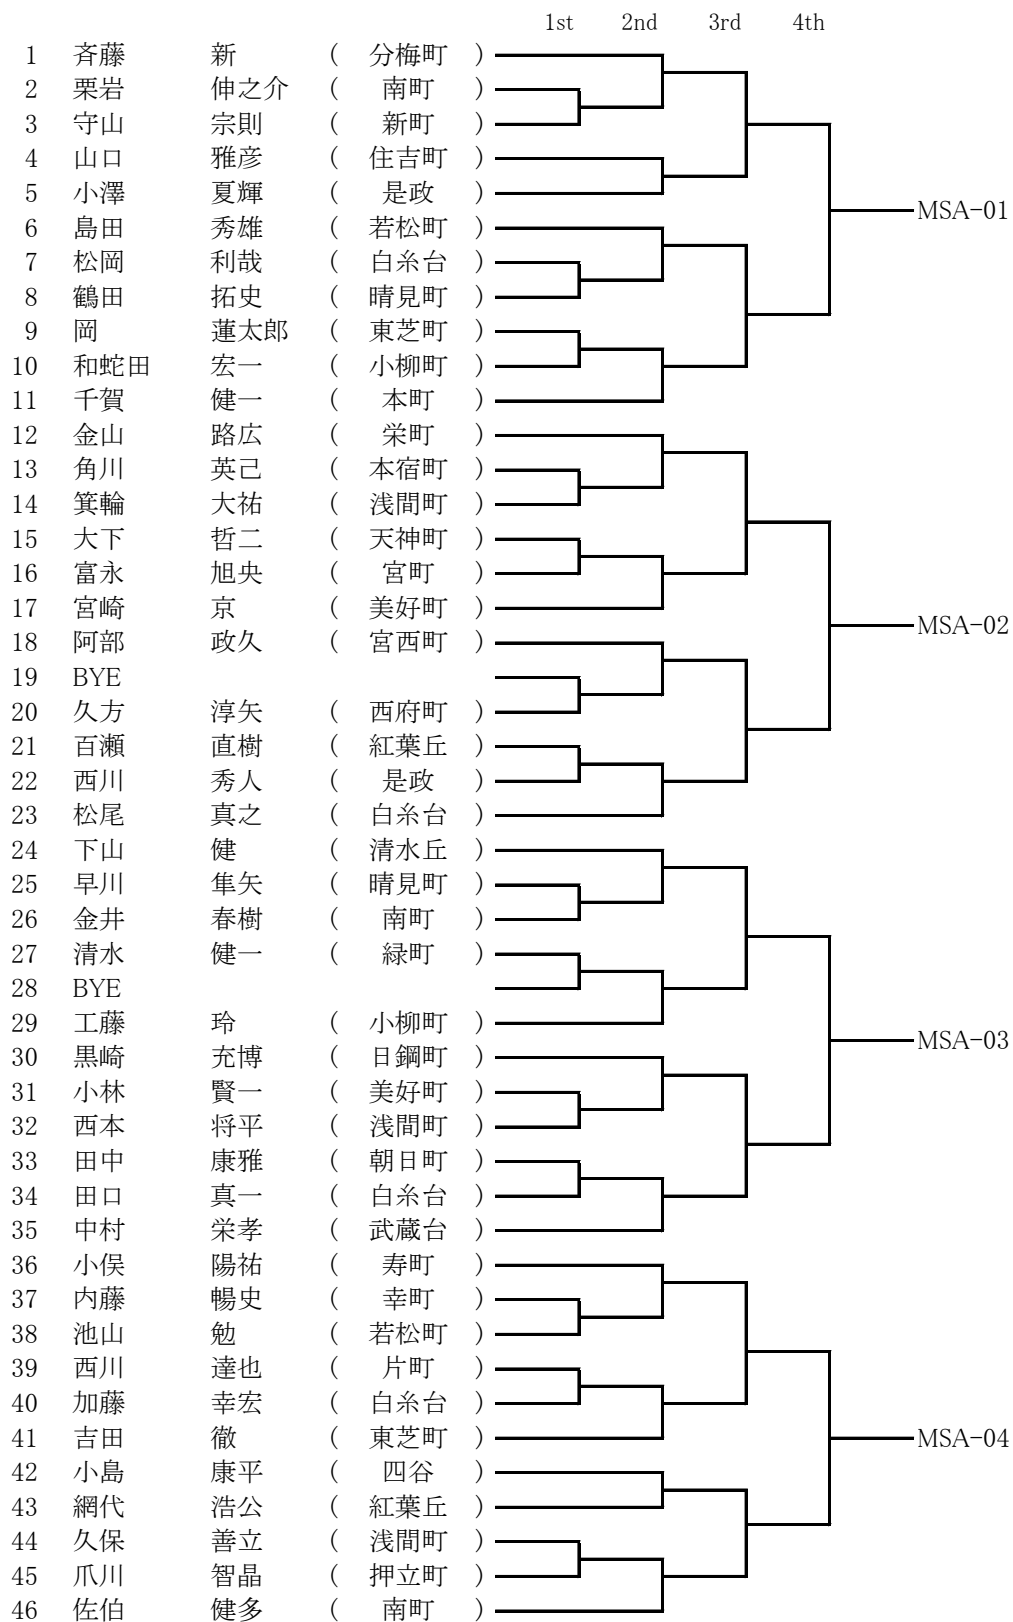 1st 2nd 3rd 4th
1 斉藤 新 ( 分梅町 )
2 栗岩 伸之介 ( 南町 )
3 守山 宗則 ( 新町 )
4 山口 雅彦 ( 住吉町 )
5 小澤 夏輝 ( 是政 )
MSA-01
6 島田 秀雄 ( 若松町 )
7 松岡 利哉 ( 白糸台 )
8 鶴田 拓史 ( 晴見町 )
9 岡 蓮太郎 ( 東芝町 )
10 和蛇田 宏一 ( 小柳町 )
11 千賀 健一 ( 本町 )
12 金山 路広 ( 栄町 )
13 角川 英己 ( 本宿町 )
14 箕輪 大祐 ( 浅間町 )
15 大下 哲二 ( 天神町 )
16 富永 旭央 ( 宮町 )
17 宮崎 京 ( 美好町 )
MSA-02
18 阿部 政久 ( 宮西町 )
19 BYE
20 久方 淳矢 ( 西府町 )
21 百瀬 直樹 ( 紅葉丘 )
22 西川 秀人 ( 是政 )
23 松尾 真之 ( 白糸台 )
24 下山 健 ( 清水丘 )
25 早川 隼矢 ( 晴見町 )
26 金井 春樹 ( 南町 )
27 清水 健一 ( 緑町 )
28 BYE
29 工藤 玲 ( 小柳町 )
MSA-03
30 黒崎 充博 ( 日鋼町 )
31 小林 賢一 ( 美好町 )
32 西本 将平 ( 浅間町 )
33 田中 康雅 ( 朝日町 )
34 田口 真一 ( 白糸台 )
35 中村 栄孝 ( 武蔵台 )
36 小俣 陽祐 ( 寿町 )
37 内藤 暢史 ( 幸町 )
38 池山 勉 ( 若松町 )
39 西川 達也 ( 片町 )
40 加藤 幸宏 ( 白糸台 )
41 吉田 徹 ( 東芝町 )
MSA-04
42 小島 康平 ( 四谷 )
43 網代 浩公 ( 紅葉丘 )
44 久保 善立 ( 浅間町 )
45 爪川 智晶 ( 押立町 )
46 佐伯 健多 ( 南町 )